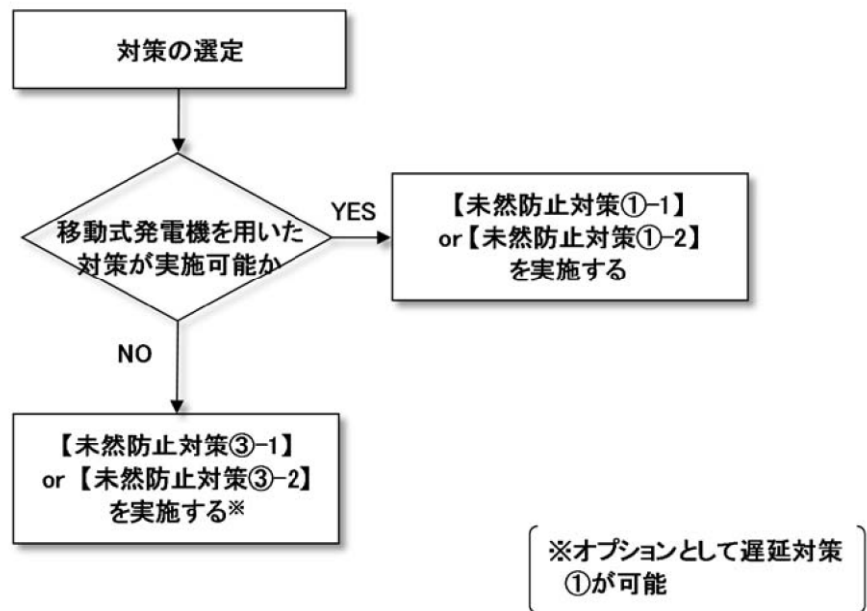 対策の選定
移動式発電機を用いた
対策が実施可能か
YES
【未然防止対策①-1】
or【未然防止対策①-2】
を実施する
NO
【未然防止対策③-1】
or 【未然防止対策③-2】
を実施する※
※オプションとして遅延対策
①が可能